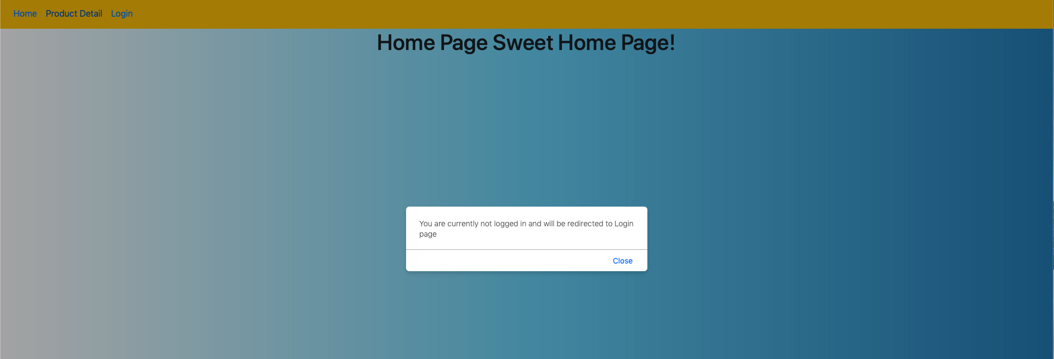 Home Product Detail Login
Home Page Sweet Home Page!
You are currently not logged in and will be redirected to Login
page
Close